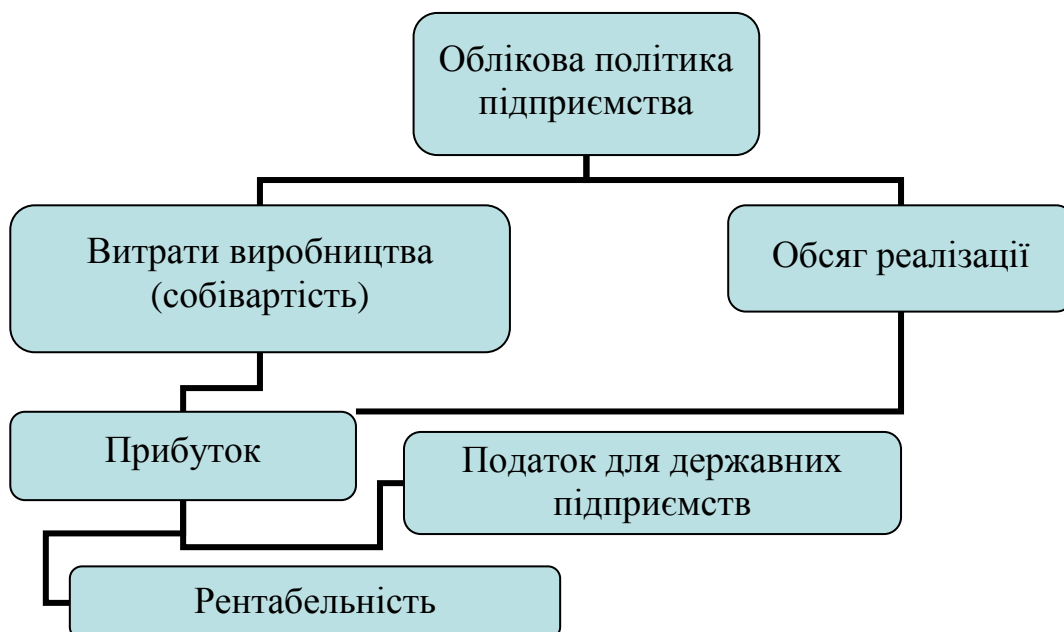 Облікова політика
підприємства
Витрати виробництва
(собівартість)
Обсяг реалізації
Прибуток
Податок для державних
підприємств
Рентабельність